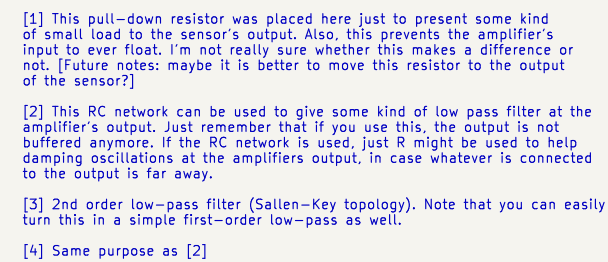 [1] This pull-down resistor was placed here just to present some kind
of small load to the sensor's output. Also, this prevents the amplifier's
input to ever float. I'm not really sure whether this makes a difference or
not. [Future notes: maybe it is better to move this resistor to the output
of the sensor?]
[2] This RC network can be used to give some kind of low pass filter at the
amplifier's output. Just remember that if you use this, the output is not
buffered anymore. If the RC network is used, just R might be used to help
damping oscillations at the amplifiers output, in case whatever is connected
to the output is far away.
[3] 2nd order low-pass filter (Sallen-Key topology). Note that you can easily
turn this in a simple first-order low-pass as well.
[4] Same purpose as [2]